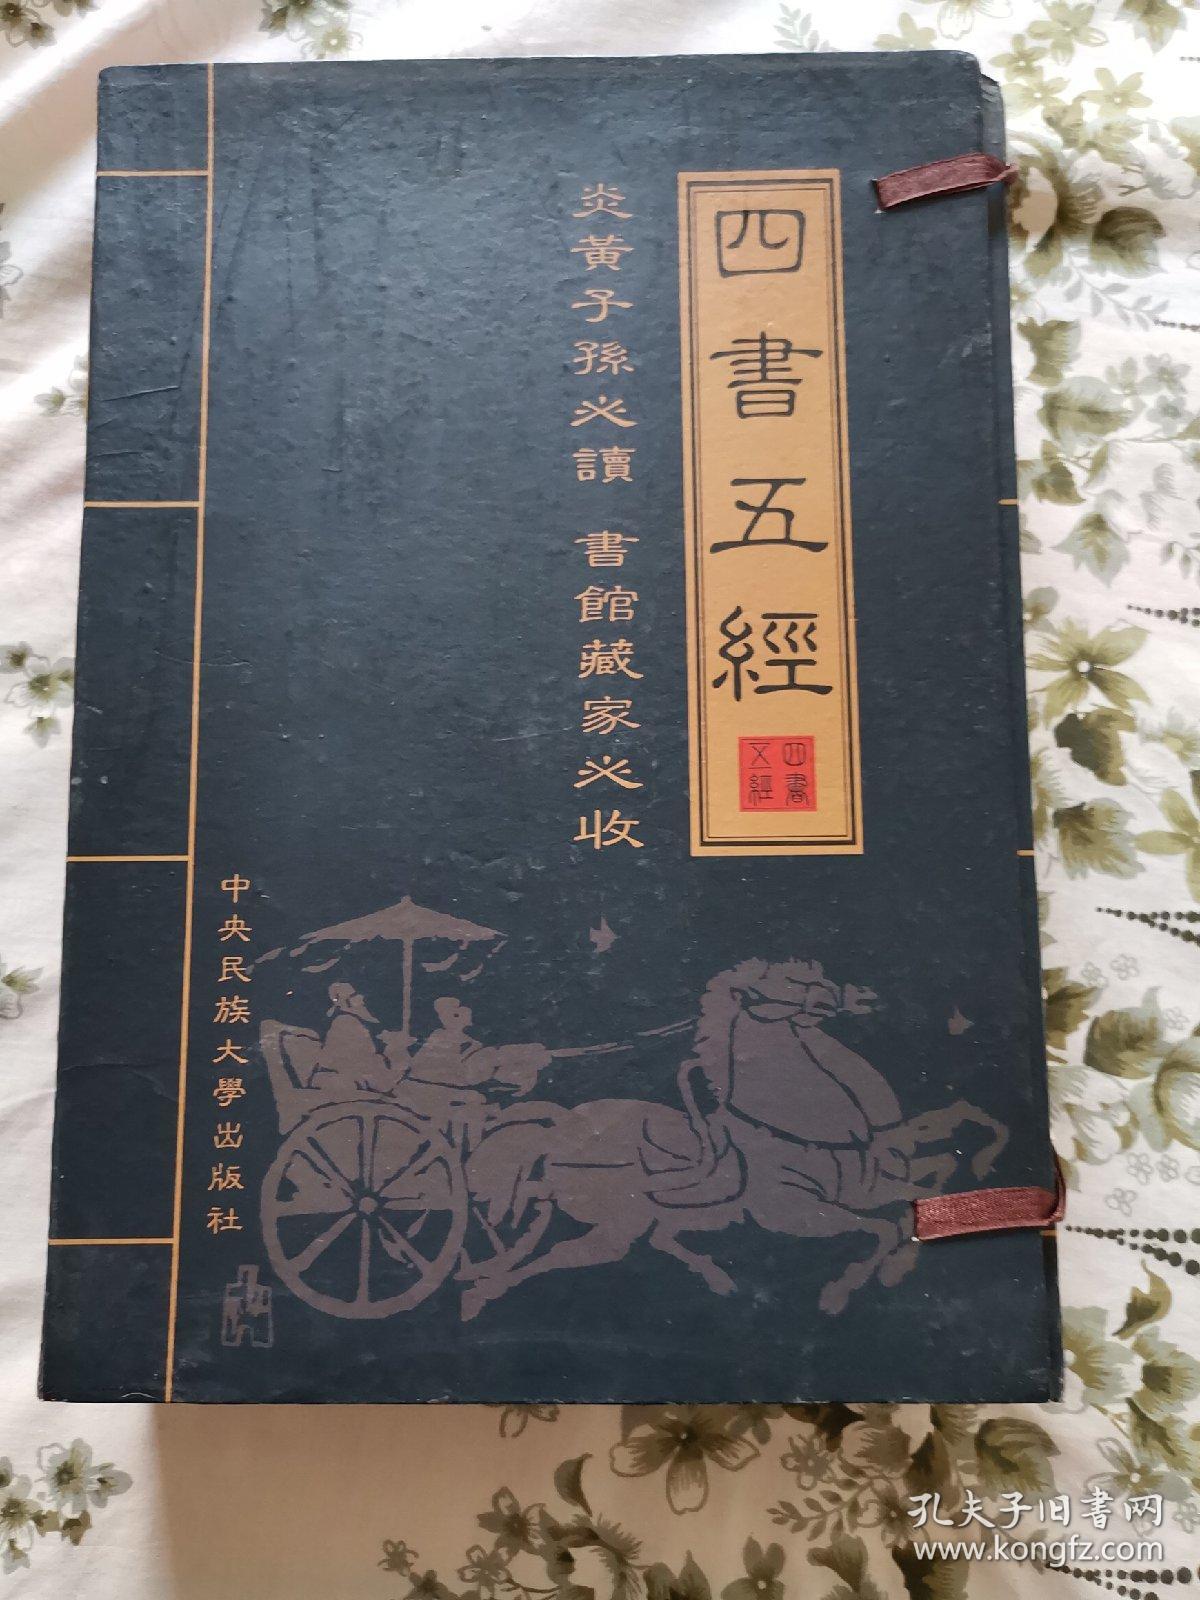 四書五經
四書
五經
炎黃子孫必讀 書館藏家必收
中央民族大學出版社
孔夫子旧书网
www.kongfz.com